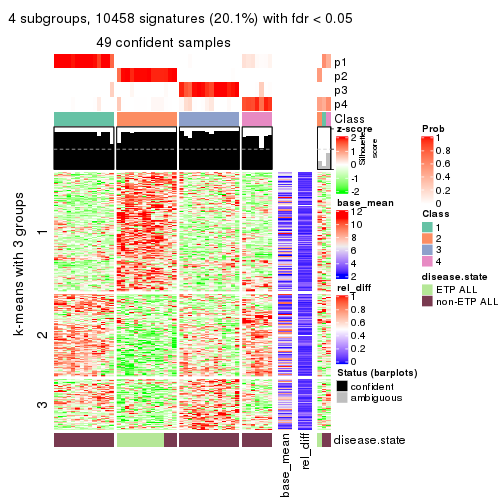 4 subgroups, 10458 signatures (20.1%) with fdr < 0.05
49 confident samples
p1
p2
p3
p4
Class
z-score
2
1
0
-1
-2
Silhouette score
base_mean
12
10
8
6
4
2
rel_diff
1
0.8
0.6
0.4
0.2
0
Status (barplots)
confident
ambiguous
Prob
1
0.8
0.6
0.4
0.2
0
Class
1
2
3
4
disease.state
ETP ALL
non-ETP ALL
k-means with 3 groups
1
2
3
disease.state
base_mean
rel_diff